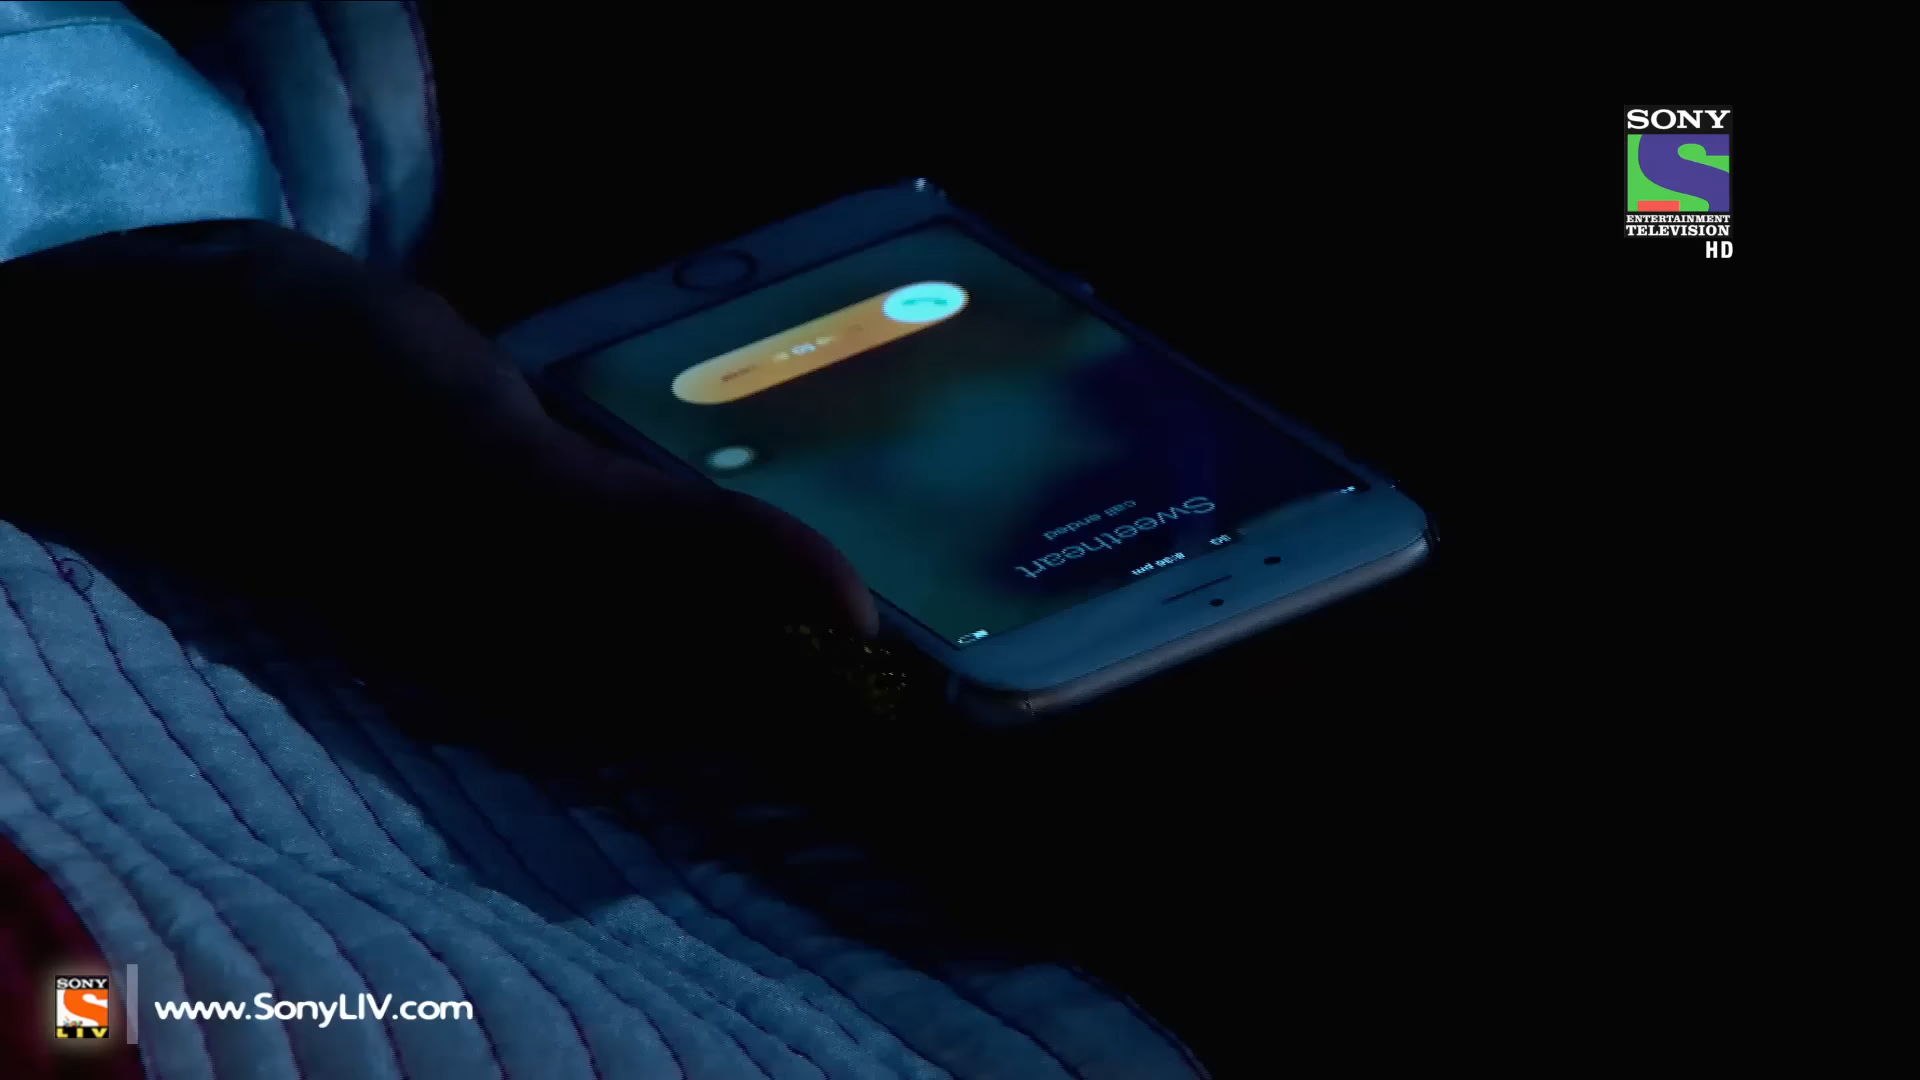 SONY
ENTERTAINMENT
TELEVISION
HD
Sweetheart
call ended
SONY
LIV
www.SonyLIV.com